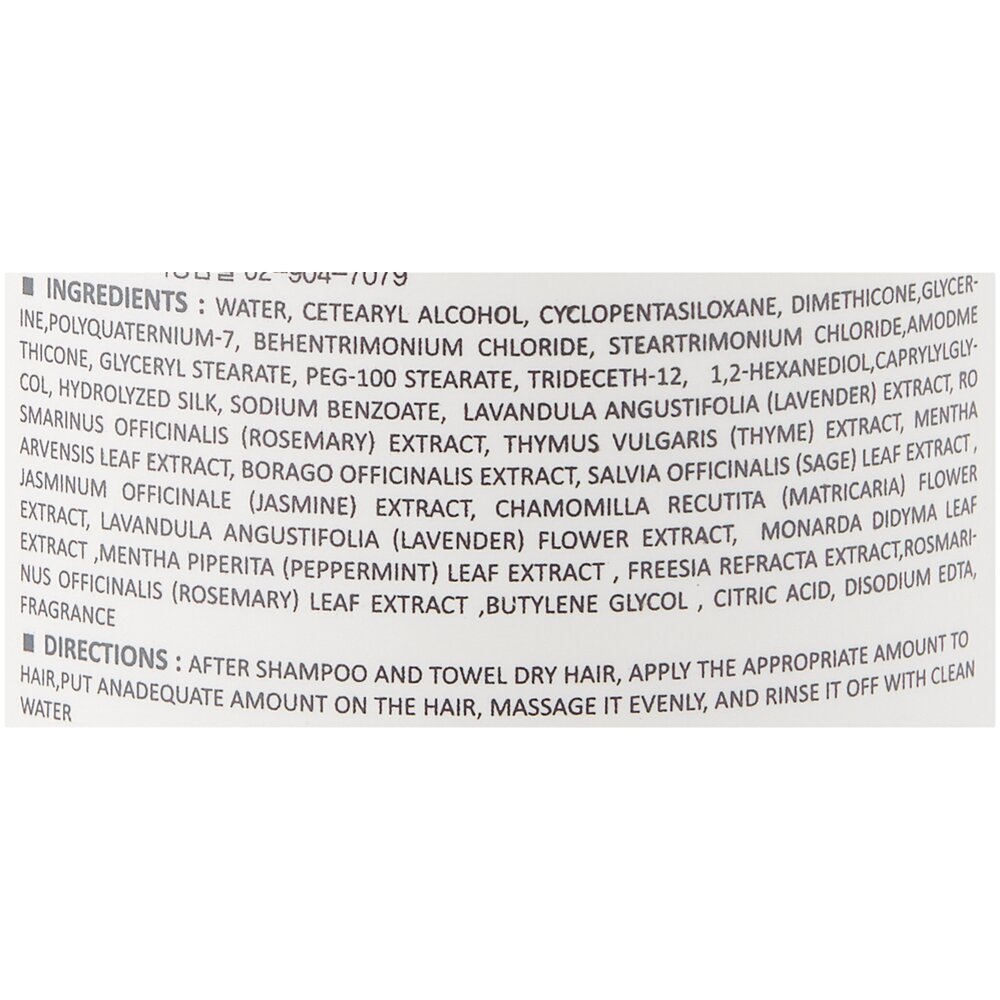 02-904-7079
■ INGREDIENTS : WATER, CETEARYL ALCOHOL, CYCLOPENTASILOXANE, DIMETHICONE,GLYCER-
INE,POLYQUATERNIUM-7, BEHENTRIMONIUM CHLORIDE, STEARTRIMONIUM CHLORIDE,AMODME
THICONE, GLYCERYL STEARATE, PEG-100 STEARATE, TRIDECETH-12, 1,2-HEXANEDIOL,CAPRYLYLGLY-
COL, HYDROLYZED SILK, SODIUM BENZOATE, LAVANDULA ANGUSTIFOLIA (LAVENDER) EXTRACT, RO
SMARINUS OFFICINALIS (ROSEMARY) EXTRACT, THYMUS VULGARIS (THYME) EXTRACT, MENTHA
ARVENSIS LEAF EXTRACT, BORAGO OFFICINALIS EXTRACT, SALVIA OFFICINALIS (SAGE) LEAF EXTRACT ,
JASMINUM OFFICINALE (JASMINE) EXTRACT, CHAMOMILLA RECUTITA (MATRICARIA) FLOWER
EXTRACT, LAVANDULA ANGUSTIFOLIA (LAVENDER) FLOWER EXTRACT, MONARDA DIDYMA LEAF
EXTRACT ,MENTHA PIPERITA (PEPPERMINT) LEAF EXTRACT , FREESIA REFRACTA EXTRACT,ROSMARI-
NUS OFFICINALIS (ROSEMARY) LEAF EXTRACT ,BUTYLENE GLYCOL , CITRIC ACID, DISODIUM EDTA,
FRAGRANCE
■ DIRECTIONS : AFTER SHAMPOO AND TOWEL DRY HAIR, APPLY THE APPROPRIATE AMOUNT TO
HAIR,PUT ANADEQUATE AMOUNT ON THE HAIR, MASSAGE IT EVENLY, AND RINSE IT OFF WITH CLEAN
WATER